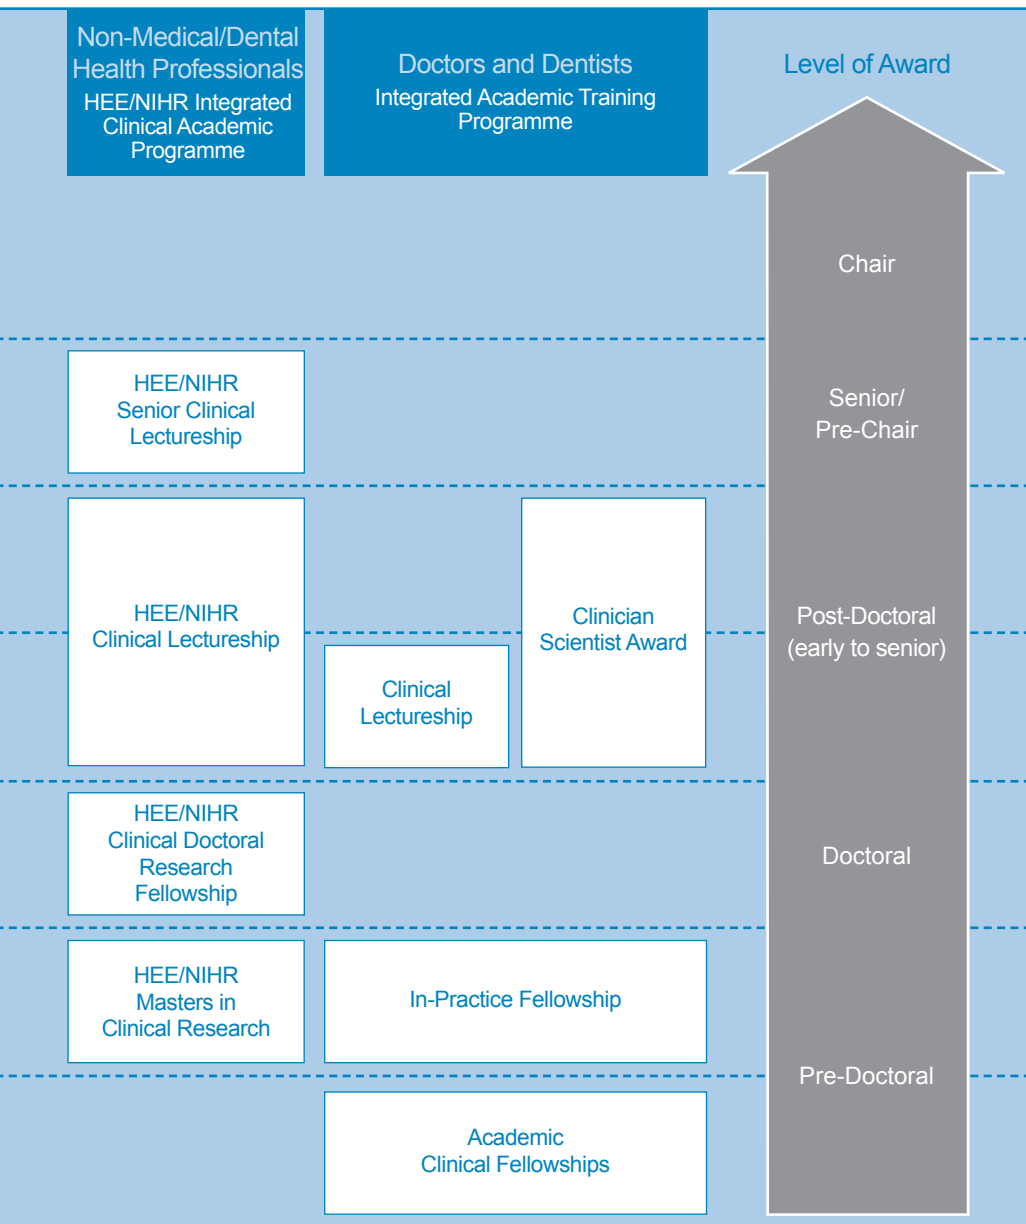 Non-Medical/Dental
Health Professionals
HEE/NIHR Integrated
Clinical Academic
Programme
Doctors and Dentists
Integrated Academic Training
Programme
Level of Award
Chair
HEE/NIHR
Senior Clinical
Lectureship
Senior/
Pre-Chair
HEE/NIHR
Clinical Lectureship
Clinical
Lectureship
Clinician
Scientist Award
Post-Doctoral
(early to senior)
HEE/NIHR
Clinical Doctoral
Research
Fellowship
Doctoral
HEE/NIHR
Masters in
Clinical Research
In-Practice Fellowship
Pre-Doctoral
Academic
Clinical Fellowships